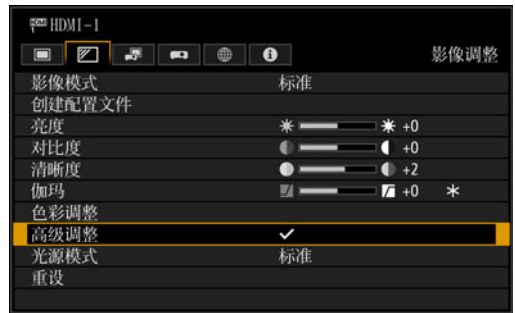 HDMI HDMI-1
影像调整
影像模式 标准
创建配置文件
亮度 +0
对比度 +0
清晰度 +2
伽玛 +0 *
色彩调整
高级调整
光源模式 标准
重设